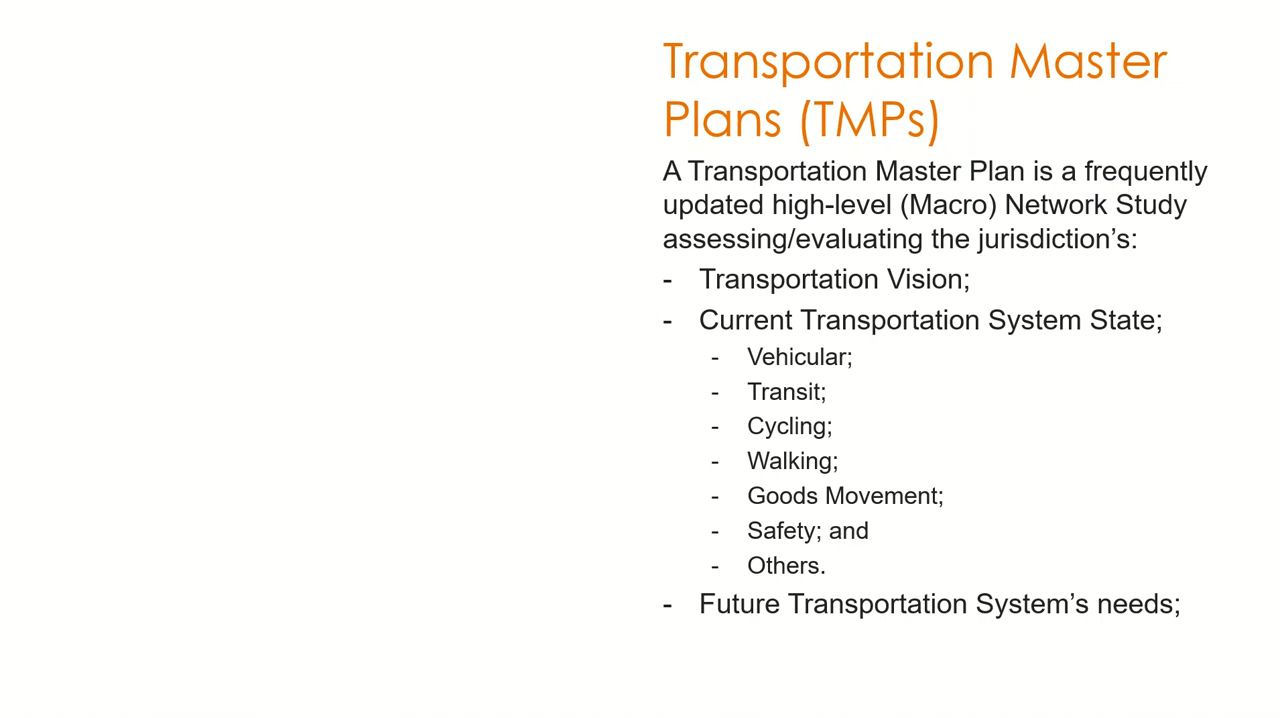 Transportation Master
Plans (TMPs)
A Transportation Master Plan is a frequently
updated high-level (Macro) Network Study
assessing/evaluating the jurisdiction’s:
- Transportation Vision;
- Current Transportation System State;
- Vehicular;
- Transit;
- Cycling;
- Walking;
- Goods Movement;
- Safety; and
- Others.
- Future Transportation System’s needs;